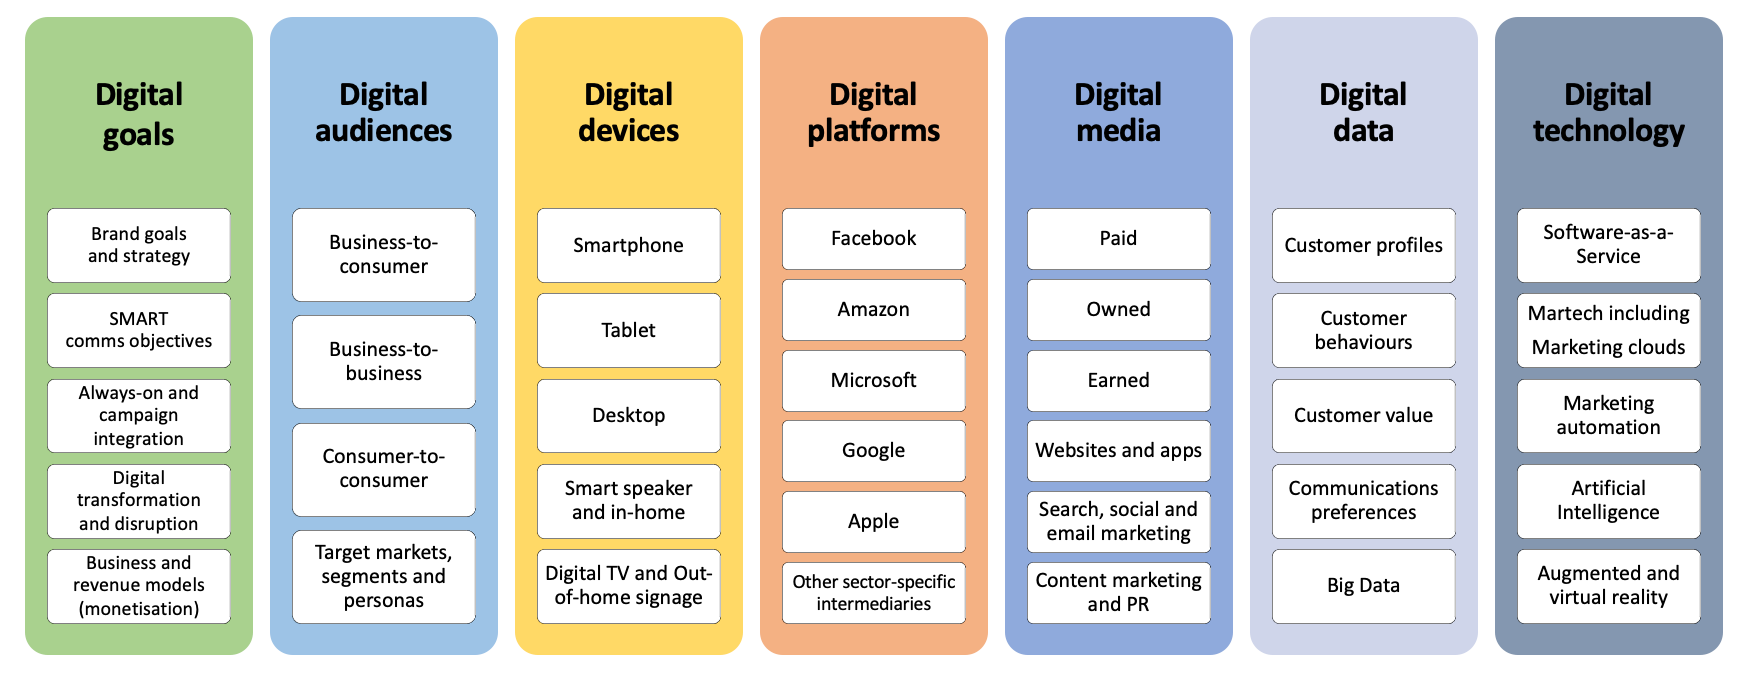 Digital
goals
Brand goals
and strategy
SMART
comms objectives
Always-on and
campaign
integration
Digital
transformation
and disruption
Business and
revenue models
(monetisation)
Digital
audiences
Business-to-
consumer
Business-to-
business
Consumer-to-
consumer
Target markets,
segments and
personas
Digital
devices
Smartphone
Tablet
Desktop
Smart speaker
and in-home
Digital TV and Out-
of-home signage
Digital
platforms
Facebook
Amazon
Microsoft
Google
Apple
Other sector-specific
intermediaries
Digital
media
Paid
Owned
Earned
Websites and apps
Search, social and
email marketing
Content marketing
and PR
Digital
data
Customer profiles
Customer
behaviours
Customer value
Communications
preferences
Big Data
Digital
technology
Software-as-a-
Service
Martech including
Marketing clouds
Marketing
automation
Artificial
Intelligence
Augmented and
virtual reality